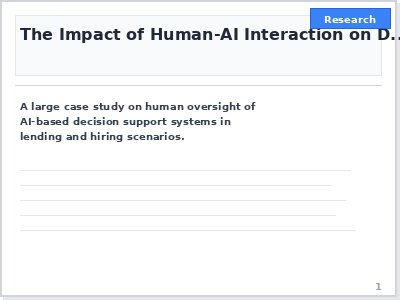 Research
The Impact of Human-AI Interaction on D...
A large case study on human oversight of
AI-based decision support systems in
lending and hiring scenarios.
1